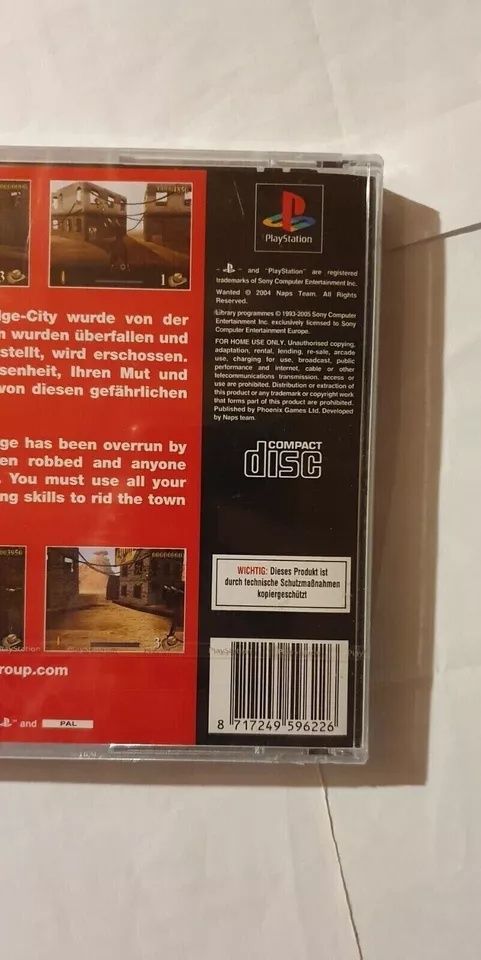 1
3
PlayStation
- PS - and "PlayStation" are registered
trademarks of Sony Computer Entertainment Inc.
Wanted © 2004 Naps Team. All Rights
Reserved.
Library programmes © 1993-2005 Sony Computer
Entertainment Inc. exclusively licensed to Sony
Computer Entertainment Europe.
FOR HOME USE ONLY. Unauthorised copying,
adaptation, rental, lending, re-sale, arcade
use, charging for use, broadcast, public
performance and internet, cable or other
telecommunications transmission, access or
use are prohibited. Distribution or extraction of
this product or any trademark or copyright work
that forms part of this product are prohibited.
Published by Phoenix Games Ltd. Developed
by Naps team.
dge-City wurde von der
n wurden überfallen und
estellt, wird erschossen.
senheit, Ihren Mut und
von diesen gefährlichen
ge has been overrun by
en robbed and anyone
. You must use all your
ng skills to rid the town
COMPACT
disc
WICHTIG: Dieses Produkt ist
durch technische Schutzmaßnahmen
kopiergeschützt
3
roup.com
™ and PAL
8 717249 596226